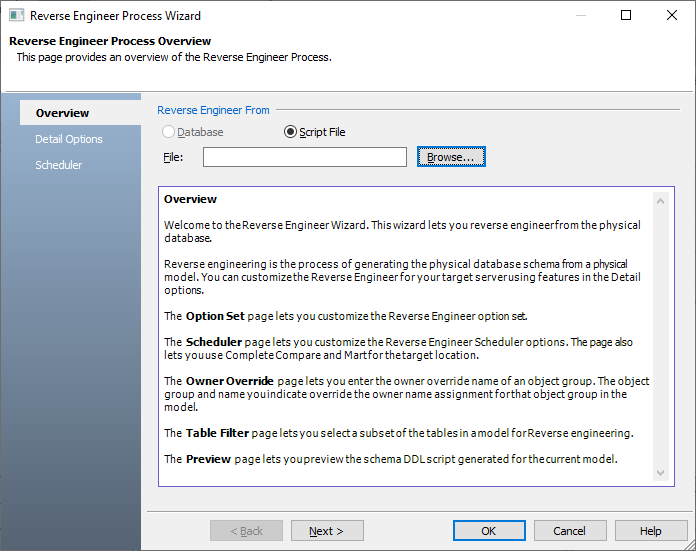 Reverse Engineer Process Wizard
Reverse Engineer Process Overview
This page provides an overview of the Reverse Engineer Process.
Overview
Detail Options
Scheduler
Reverse Engineer From
Database
Script File
File:
Browse...
Overview
Welcome to the Reverse Engineer Wizard. This wizard lets you reverse engineer from the physical
database.
Reverse engineering is the process of generating the physical database schema from a physical
model. You can customize the Reverse Engineer for your target server using features in the Detail
options.
The Option Set page lets you customize the Reverse Engineer option set.
The Scheduler page lets you customize the Reverse Engineer Scheduler options. The page also
lets you use Complete Compare and Mart for the target location.
The Owner Override page lets you enter the owner override name of an object group. The object
group and name you indicate override the owner name assignment for that object group in the
model.
The Table Filter page lets you select a subset of the tables in a model for Reverse engineering.
The Preview page lets you preview the schema DDL script generated for the current model.
< Back
Next >
OK
Cancel
Help